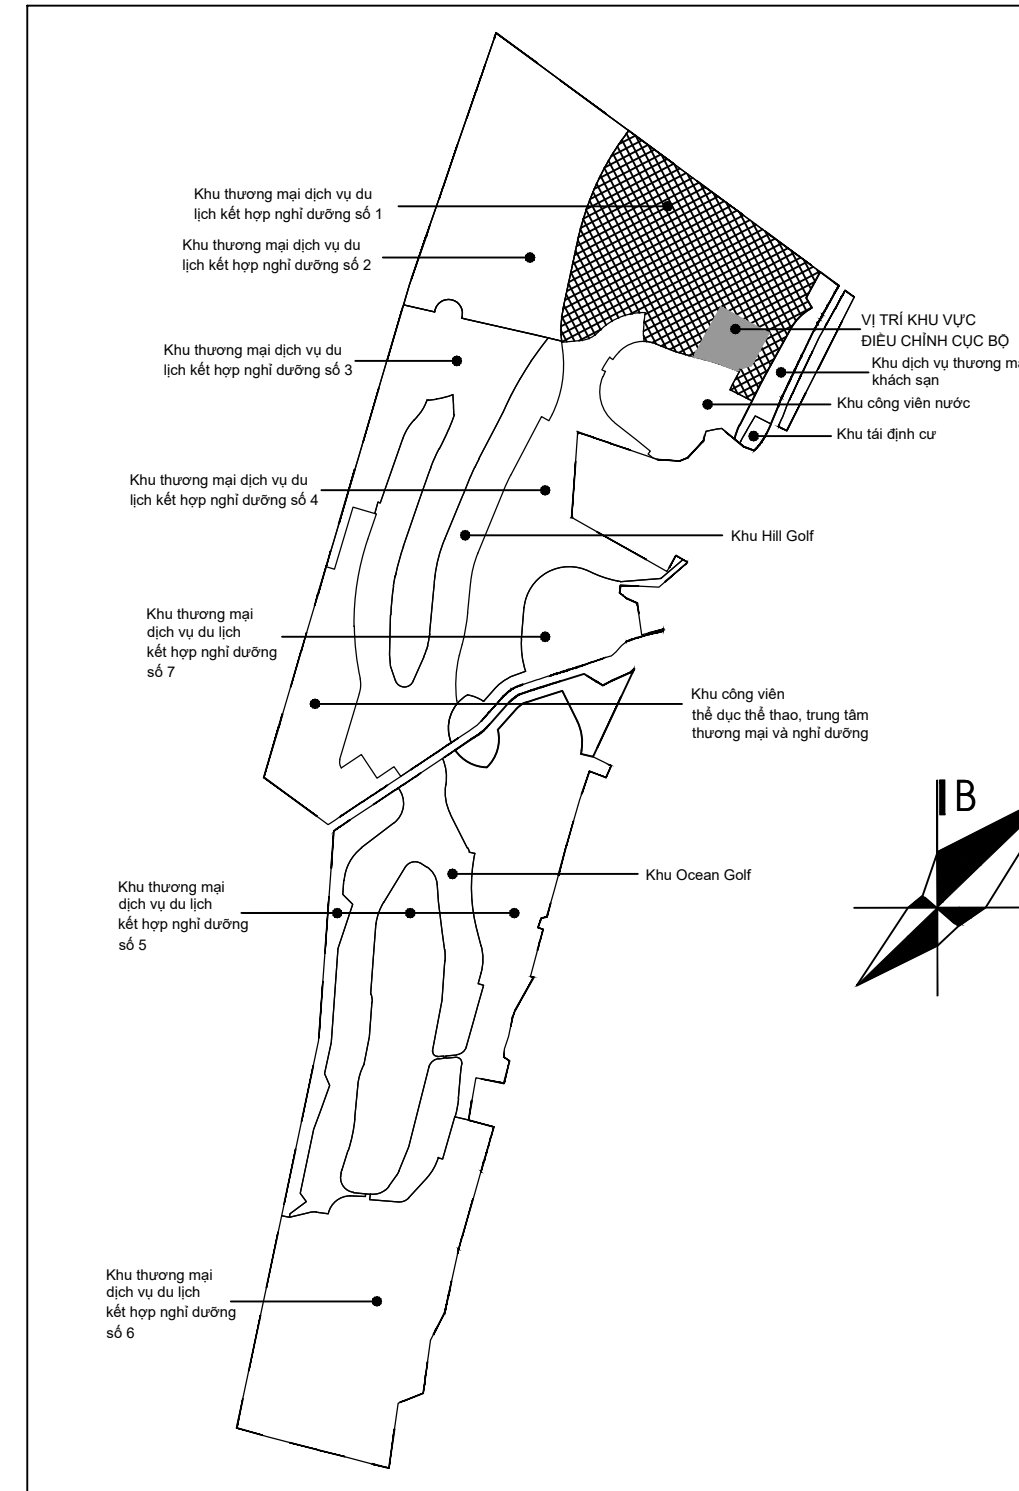 Khu thương mại dịch vụ du
lịch kết hợp nghỉ dưỡng số 1
Khu thương mại dịch vụ du
lịch kết hợp nghỉ dưỡng số 2
VỊ TRÍ KHU VỰC
ĐIỀU CHỈNH CỤC BỘ
Khu thương mại dịch vụ du
lịch kết hợp nghỉ dưỡng số 3
Khu dịch vụ thương mạ
khách sạn
Khu công viên nước
Khu tái định cư
Khu thương mại dịch vụ du
lịch kết hợp nghỉ dưỡng số 4
Khu Hill Golf
Khu thương mại
dịch vụ du lịch
kết hợp nghỉ dưỡng
số 7
Khu công viên
thể dục thể thao, trung tâm
thương mại và nghỉ dưỡng
B
Khu Ocean Golf
Khu thương mại
dịch vụ du lịch
kết hợp nghỉ dưỡng
số 5
Khu thương mại
dịch vụ du lịch
kết hợp nghỉ dưỡng
số 6